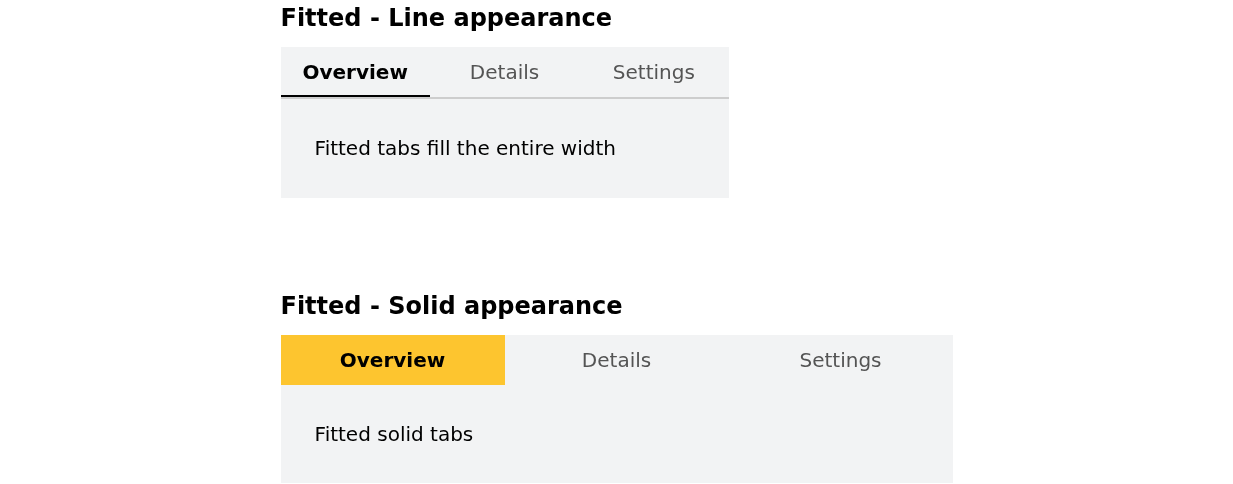 Fitted - Line appearance
Overview Details Settings
Fitted tabs fill the entire width
Fitted - Solid appearance
Overview Details Settings
Fitted solid tabs